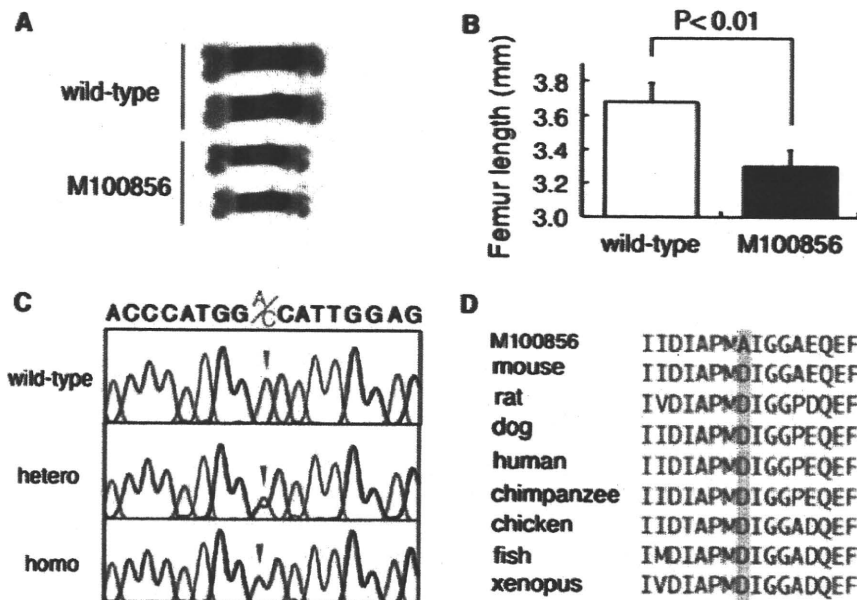 A
wild-type
M100856
B
P< 0.01
Femur length (mm)
3.8
3.6
3.4
3.2
3.0
wild-type
M100856
C
ACCCATGG A/C CATTGGAG
wild-type
hetero
homo
D
M100856 IIDIAPMAIGGAEQEF
mouse IIDIAPMDIGGAEQEF
rat IVDIAPMDIGGPDQEF
dog IIDIAPMDIGGPEQEF
human IIDIAPMDIGGPEQEF
chimpanzee IIDIAPMDIGGPEQEF
chicken IIDTAPMDIGGADQEF
fish IMDIAPMDIGGADQEF
xenopus IVDIAPMDIGGADQEF